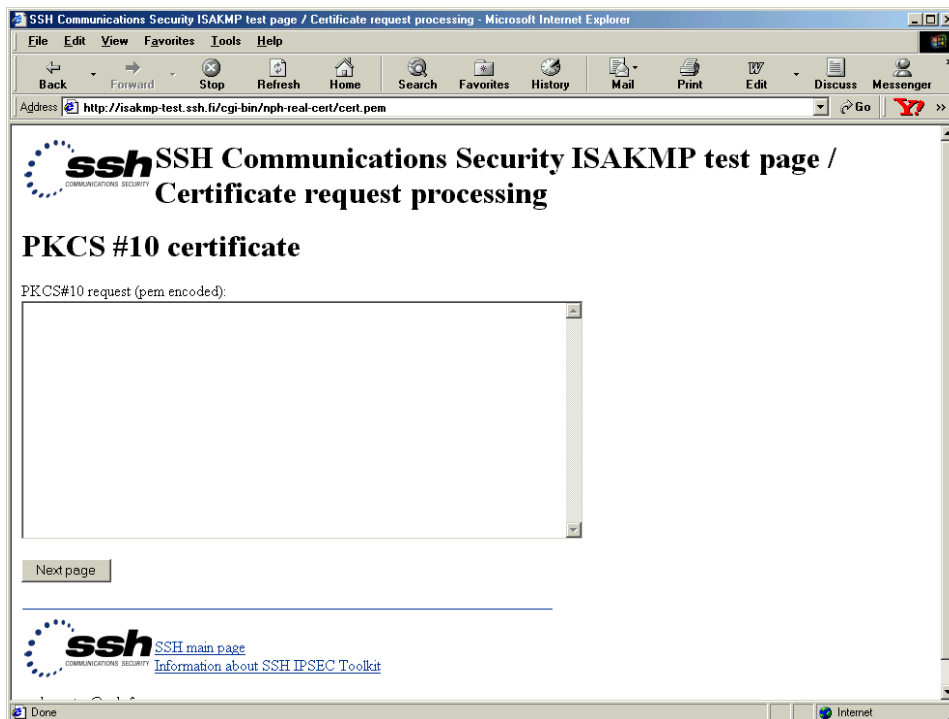 SSH Communications Security ISAKMP test page / Certificate request processing - Microsoft Internet Explorer
File Edit View Favorites Tools Help
Back Forward Stop Refresh Home Search Favorites History Mail Print Edit Discuss Messenger
Address http://isakmp-test.ssh.fi/cgi-bin/nph-real-cert/cert.pem Go Y! »
ssh COMMUNICATIONS SECURITY
SSH Communications Security ISAKMP test page /
Certificate request processing
PKCS #10 certificate
PKCS#10 request (pem encoded):
Next page
ssh COMMUNICATIONS SECURITY
SSH main page
Information about SSH IPSEC Toolkit
Done Internet